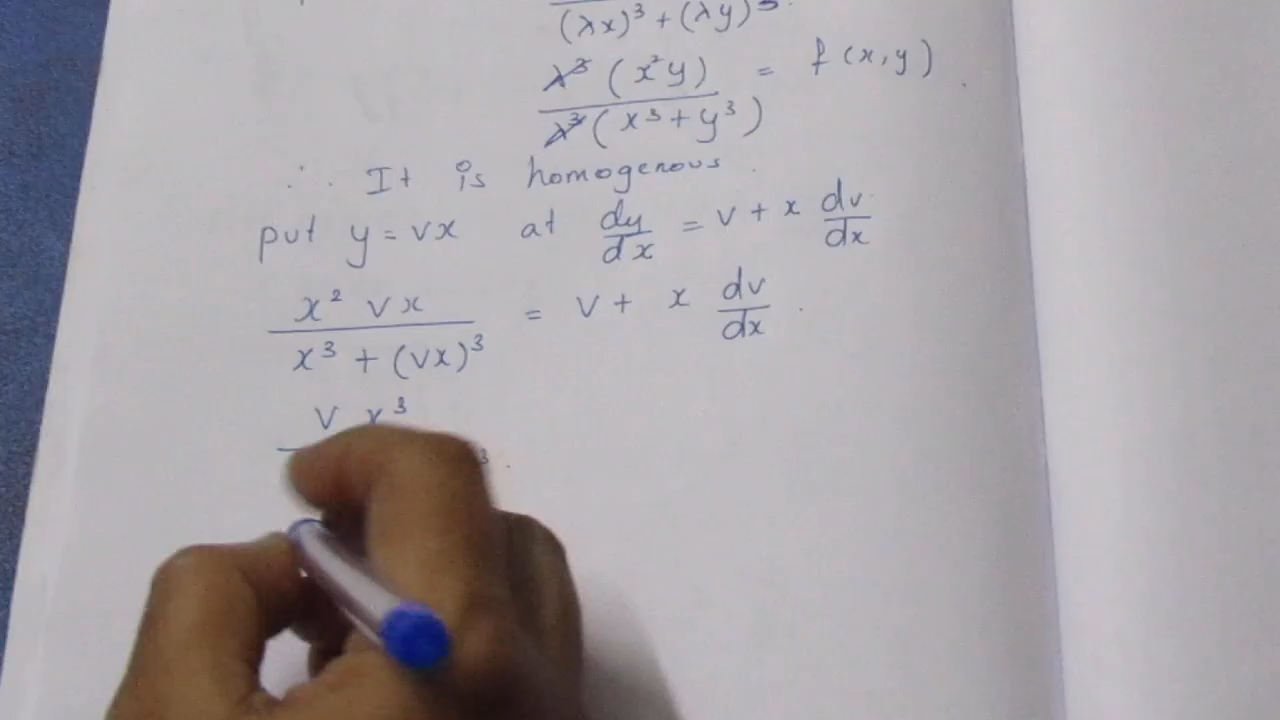 (λx)³ + (λy)³
λ³ (x²y) / λ³ (x³ + y³) = f(x,y)
∴ It is homogenous
put y = vx at dy/dx = v + x dv/dx
x² vx / x³ + (vx)³ = v + x dv/dx
v x³